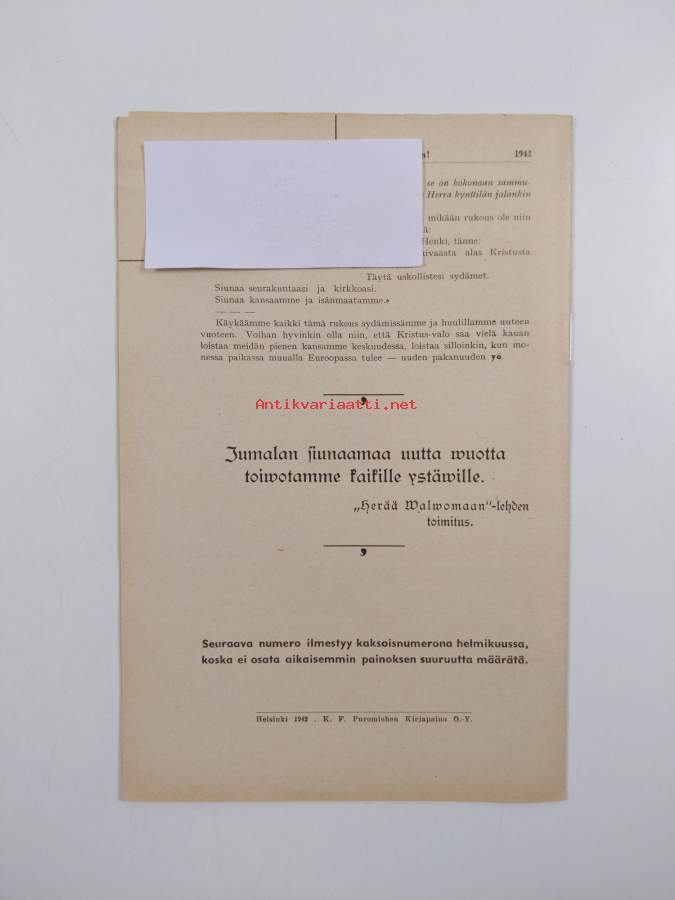 a! 1942
se on kokonaan sammu-
Herra kynttilän jalankin
mikään rukous ole niin
ä:
Henki, tänne:
aivaasta alas Kristusta
Täytä uskollistesi sydämet.
Siunaa seurakuntaasi ja kirkkoasi.
Siunaa kansaamme ja isänmaatamme.»
— — —
Käykäämme kaikki tämä rukous sydämissämme ja huulillamme uuteen
vuoteen. Voihan hyvinkin olla niin, että Kristus-valo saa vielä kauan
loistaa meidän pienen kansamme keskuudessa, loistaa silloinkin, kun mo-
nessa paikassa muualla Euroopassa tulee — uuden pakanuuden yö.
Antikvariaatti.net
Jumalan siunaamaa uutta wuotta
toiwotamme kaikille ystäwille.
„Herää Walwomaan"-lehden
toimitus.
Seuraava numero ilmestyy kaksoisnumerona helmikuussa,
koska ei osata aikaisemmin painoksen suuruutta määrätä.
Helsinki 1942 . K. F. Puromiehen Kirjapaino O.-Y.